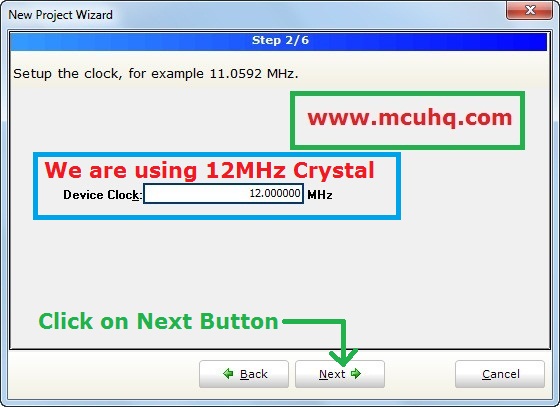 New Project Wizard
Step 2/6
Setup the clock, for example 11.0592 MHz.
www.mcuhq.com
We are using 12MHz Crystal
Device Clock: 12.000000 MHz
Click on Next Button
Back Next Cancel